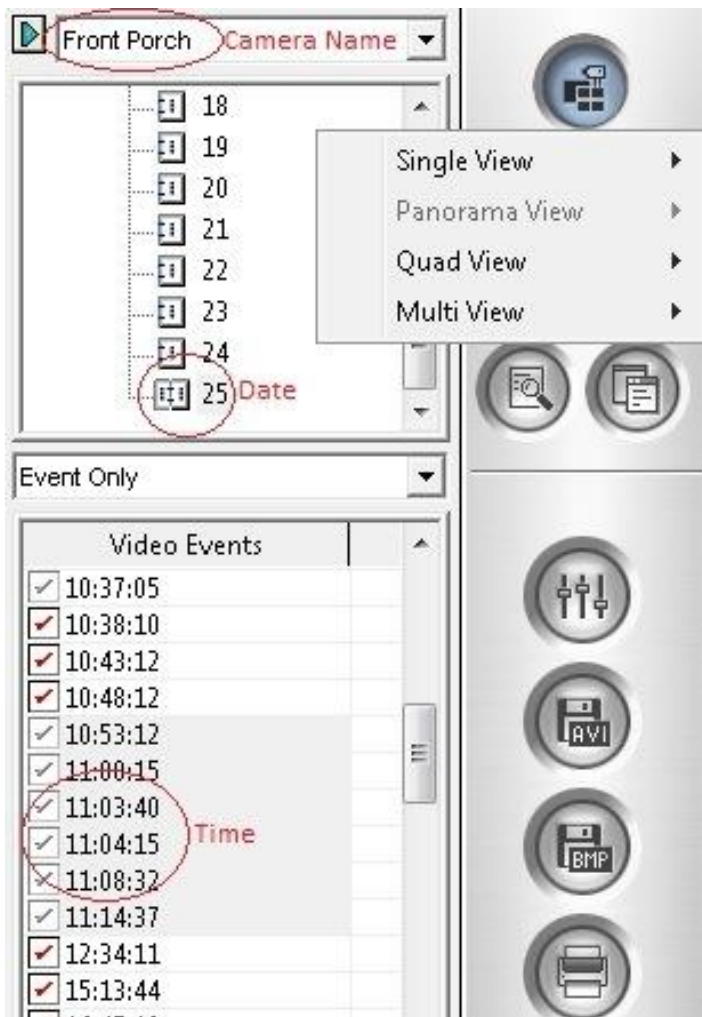 Front Porch Camera Name
18
19
20
21
22
23
24
25 Date
Single View
Panorama View
Quad View
Multi View
Event Only
Video Events
10:37:05
10:38:10
10:43:12
10:48:12
10:53:12
11:00:15
11:03:40
11:04:15 Time
11:08:32
11:14:37
12:34:11
15:13:44
AVI
BMP